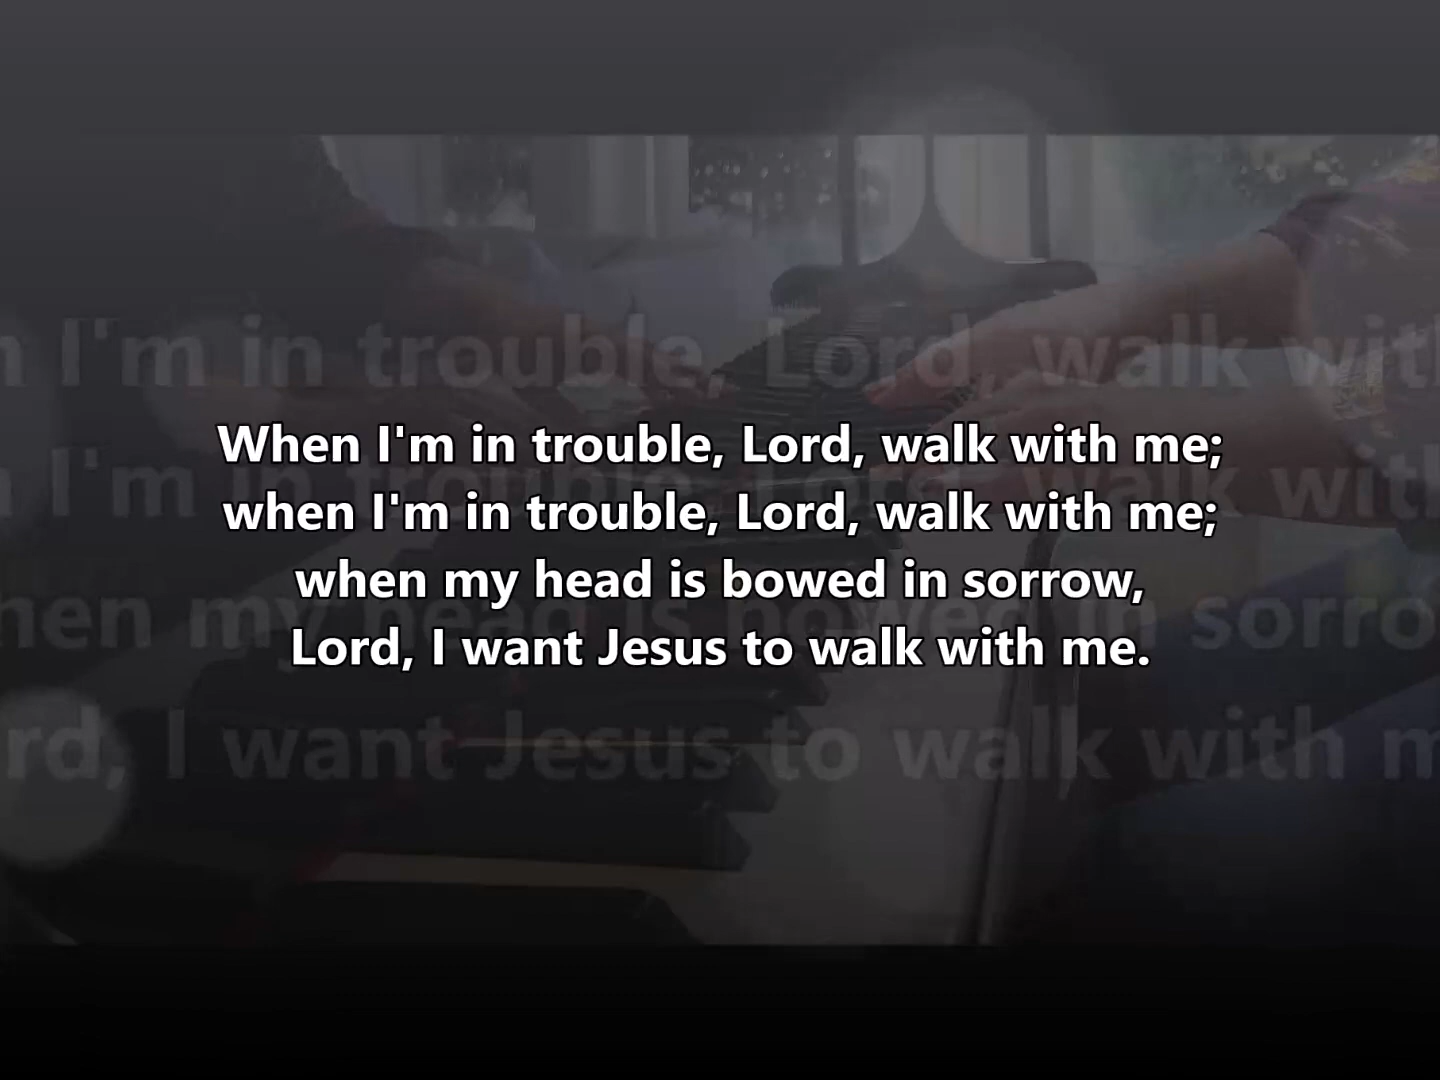 When I'm in trouble, Lord, walk with me;
when I'm in trouble, Lord, walk with me;
when my head is bowed in sorrow,
Lord, I want Jesus to walk with me.